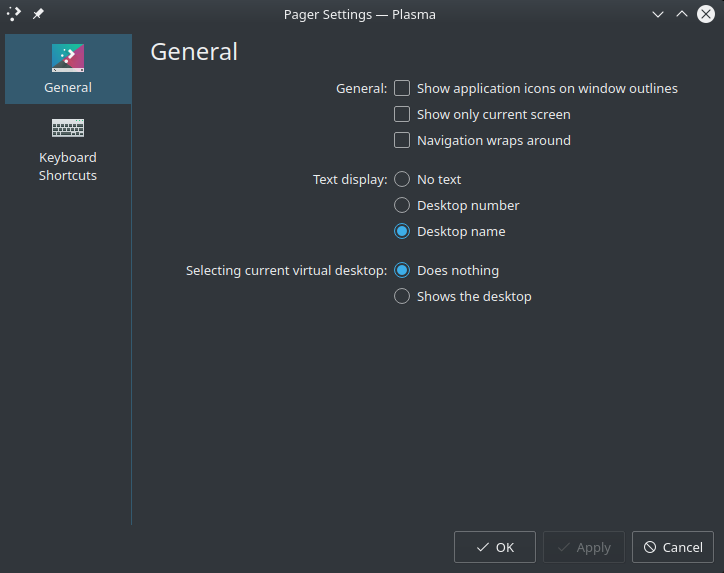 Pager Settings — Plasma
General
Keyboard
Shortcuts
General
General: Show application icons on window outlines
Show only current screen
Navigation wraps around
Text display: No text
Desktop number
Desktop name
Selecting current virtual desktop: Does nothing
Shows the desktop
OK Apply Cancel